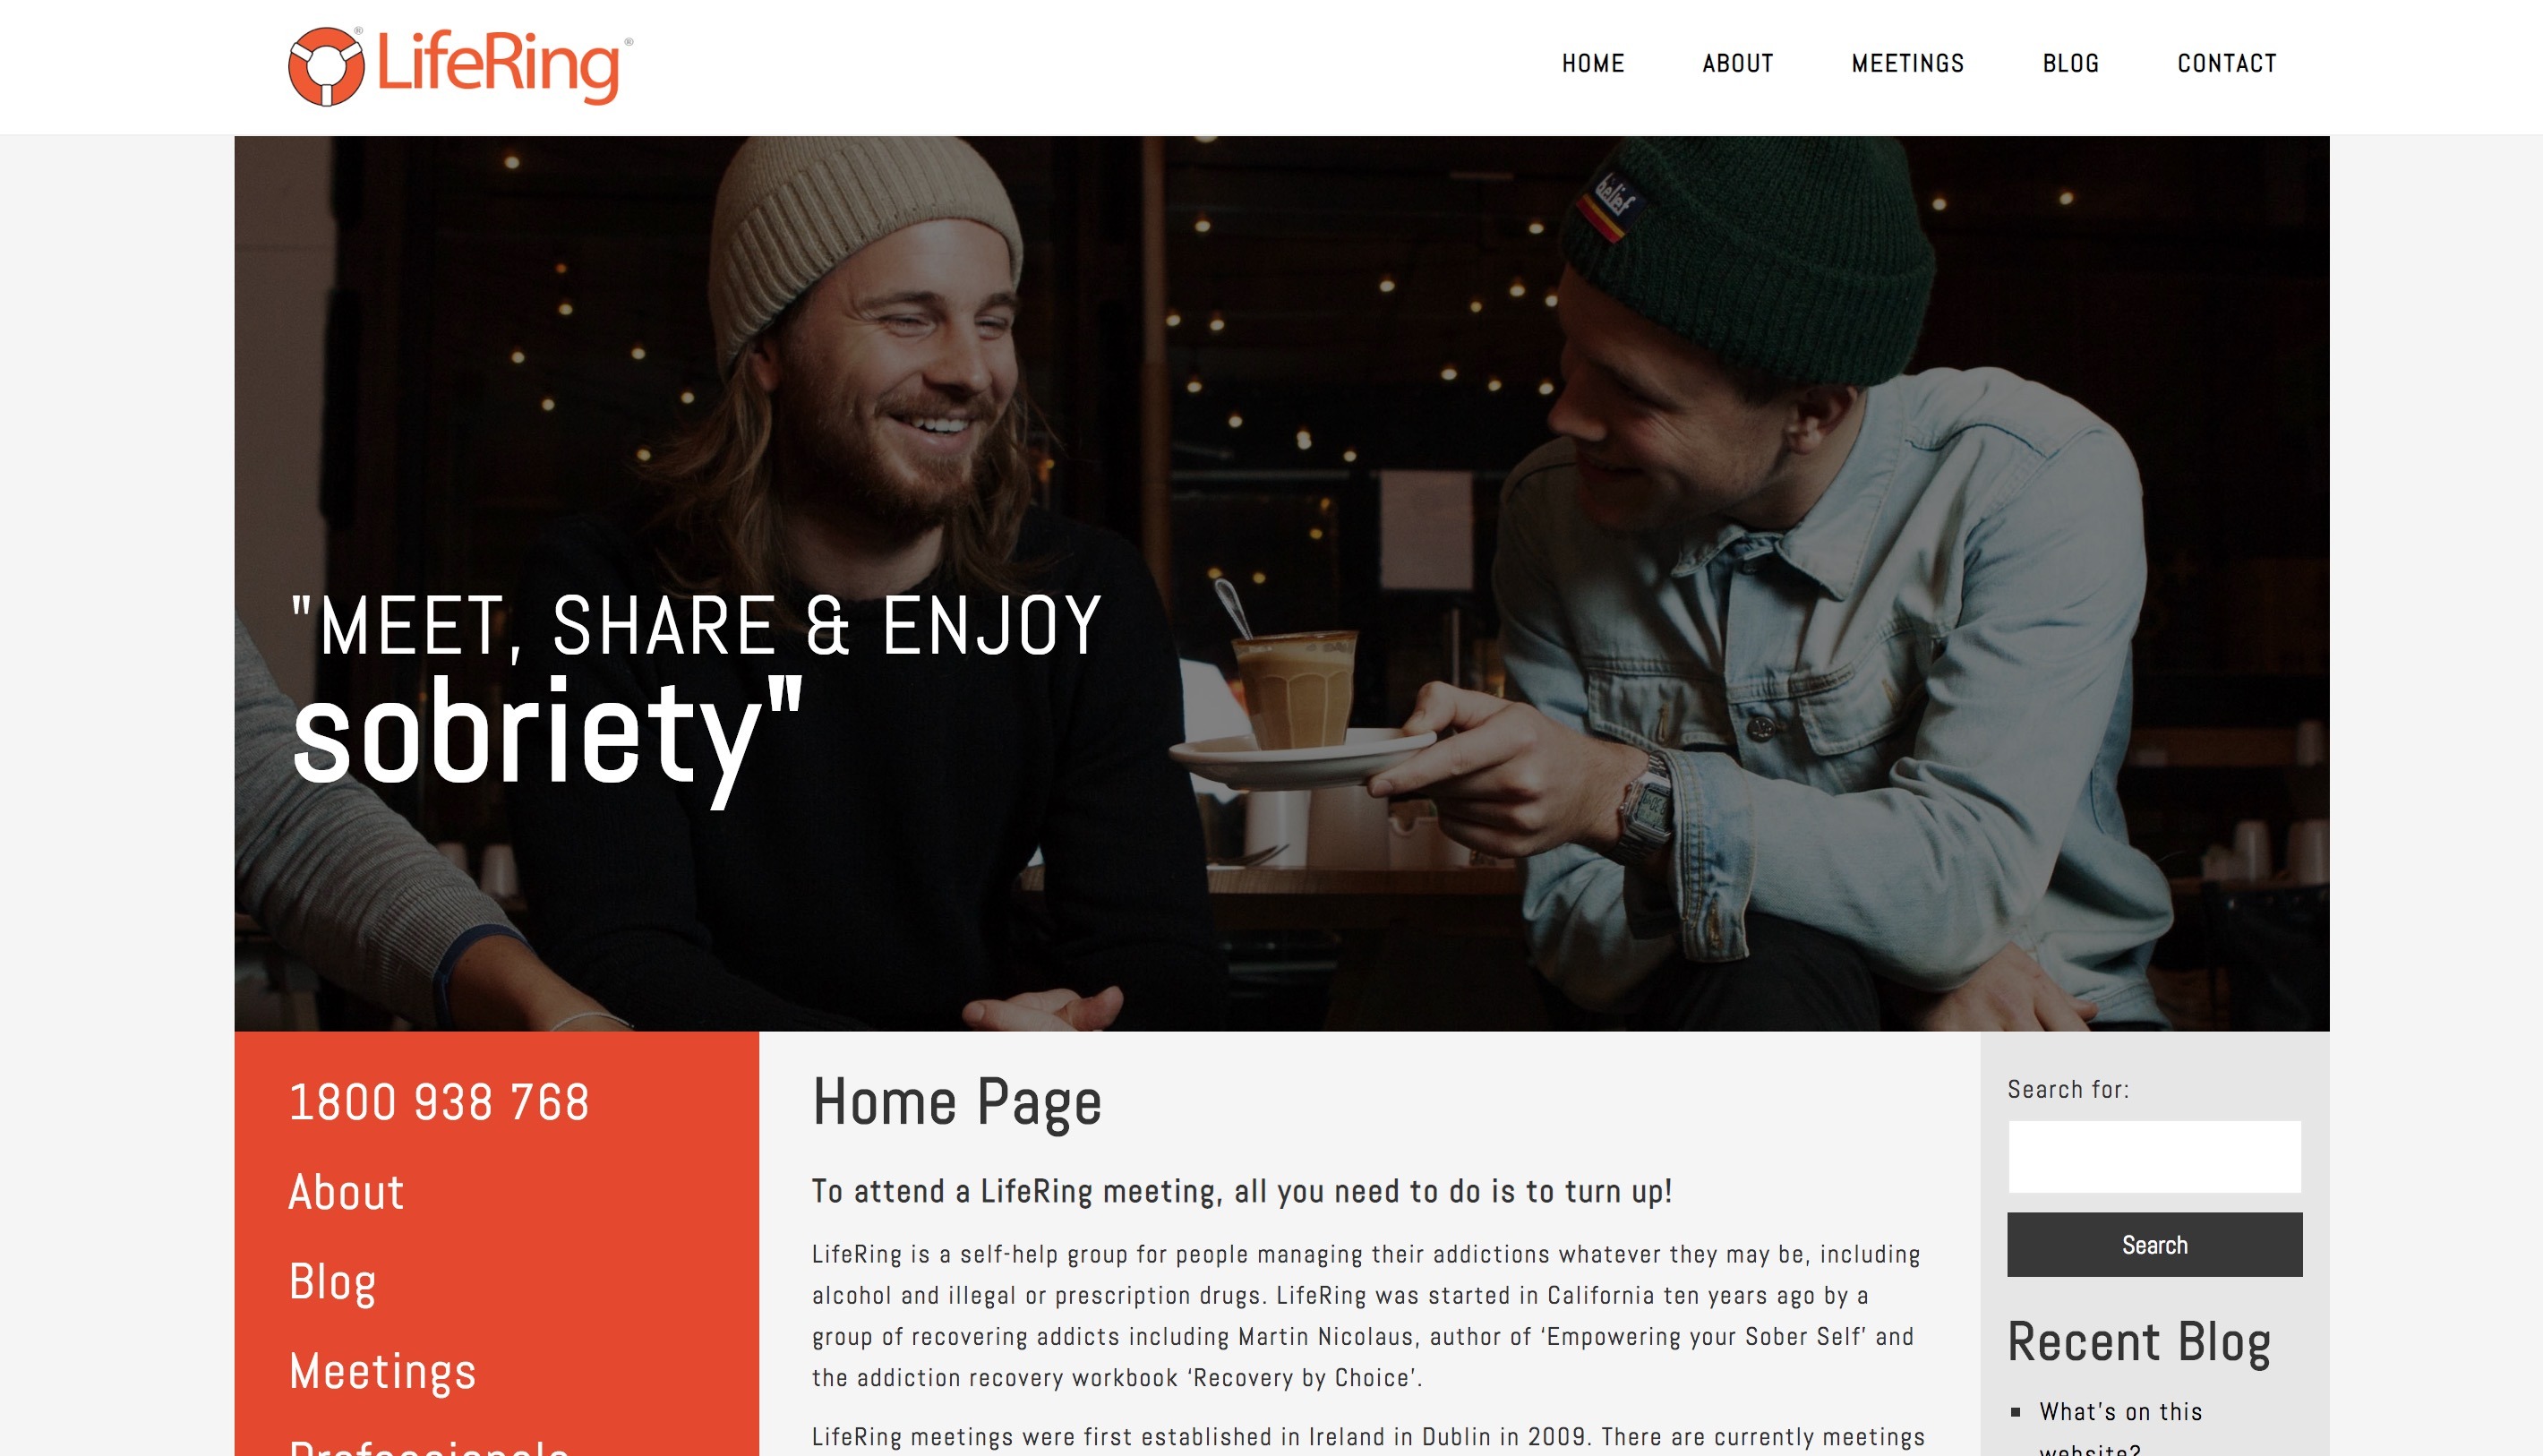 LifeRing®
HOME
ABOUT
MEETINGS
BLOG
CONTACT
belief
"MEET, SHARE & ENJOY
sobriety"
1800 938 768
About
Blog
Meetings
Professionals
Home Page
To attend a LifeRing meeting, all you need to do is to turn up!
LifeRing is a self-help group for people managing their addictions whatever they may be, including
alcohol and illegal or prescription drugs. LifeRing was started in California ten years ago by a
group of recovering addicts including Martin Nicolaus, author of ‘Empowering your Sober Self’ and
the addiction recovery workbook ‘Recovery by Choice’.
LifeRing meetings were first established in Ireland in Dublin in 2009. There are currently meetings
Search for:
Search
Recent Blog
What’s on this
website?